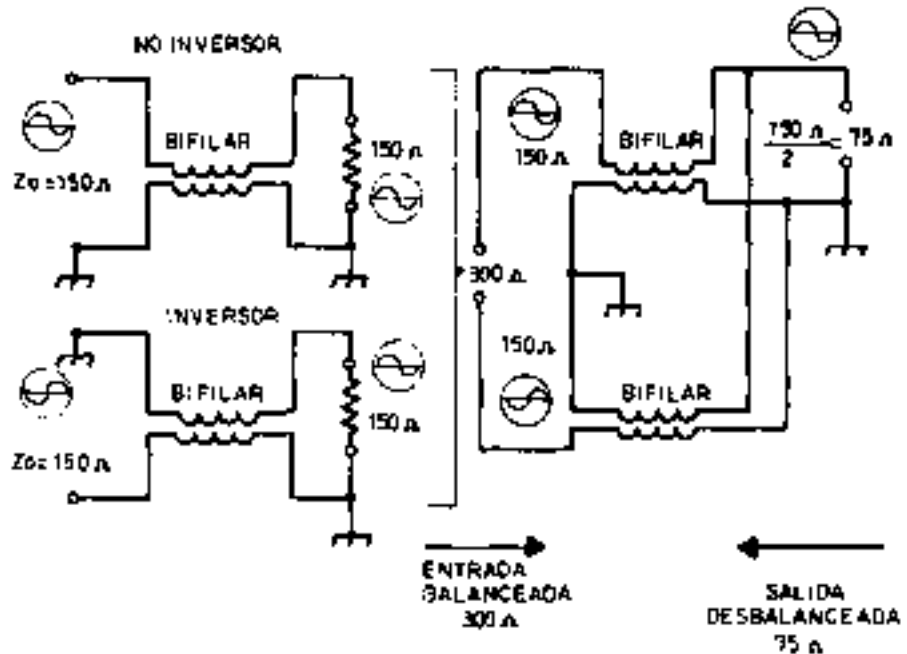 NO INVERSOR
BIFILAR
150 Ω
Zo = 150 Ω
INVERSOR
BIFILAR
150 Ω
Zo = 150 Ω
150 Ω
BIFILAR
150 Ω
2
= 75 Ω
300 Ω
150 Ω
BIFILAR
ENTRADA
BALANCEADA
300 Ω
SALIDA
DESBALANCEADA
75 Ω